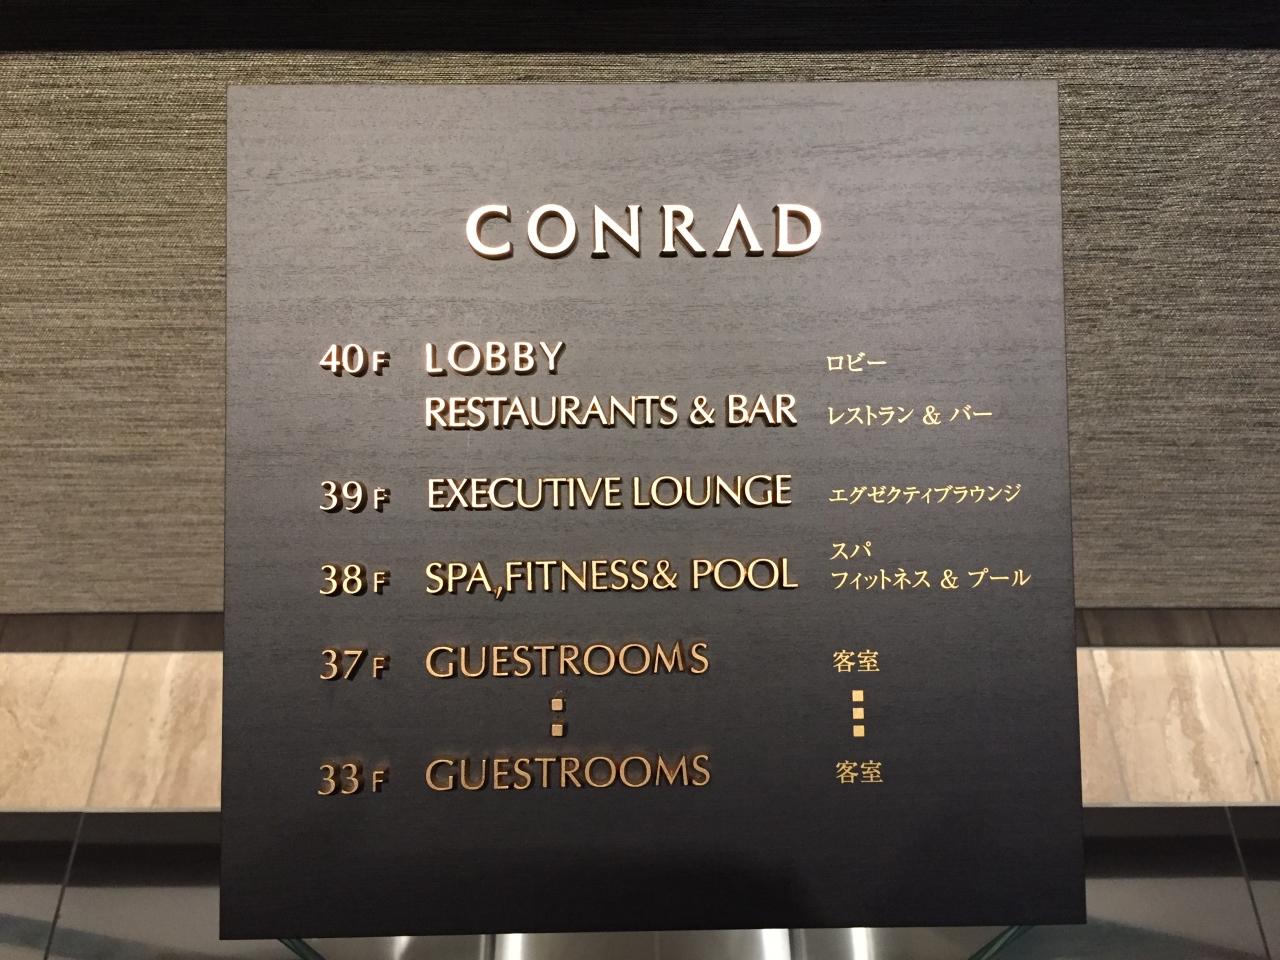 CONRAD
40F LOBBY ロビー
RESTAURANTS & BAR レストラン & バー
39F EXECUTIVE LOUNGE エグゼクティブラウンジ
スパ
38F SPA,FITNESS& POOL フィットネス & プール
37F GUESTROOMS 客室
33F GUESTROOMS 客室